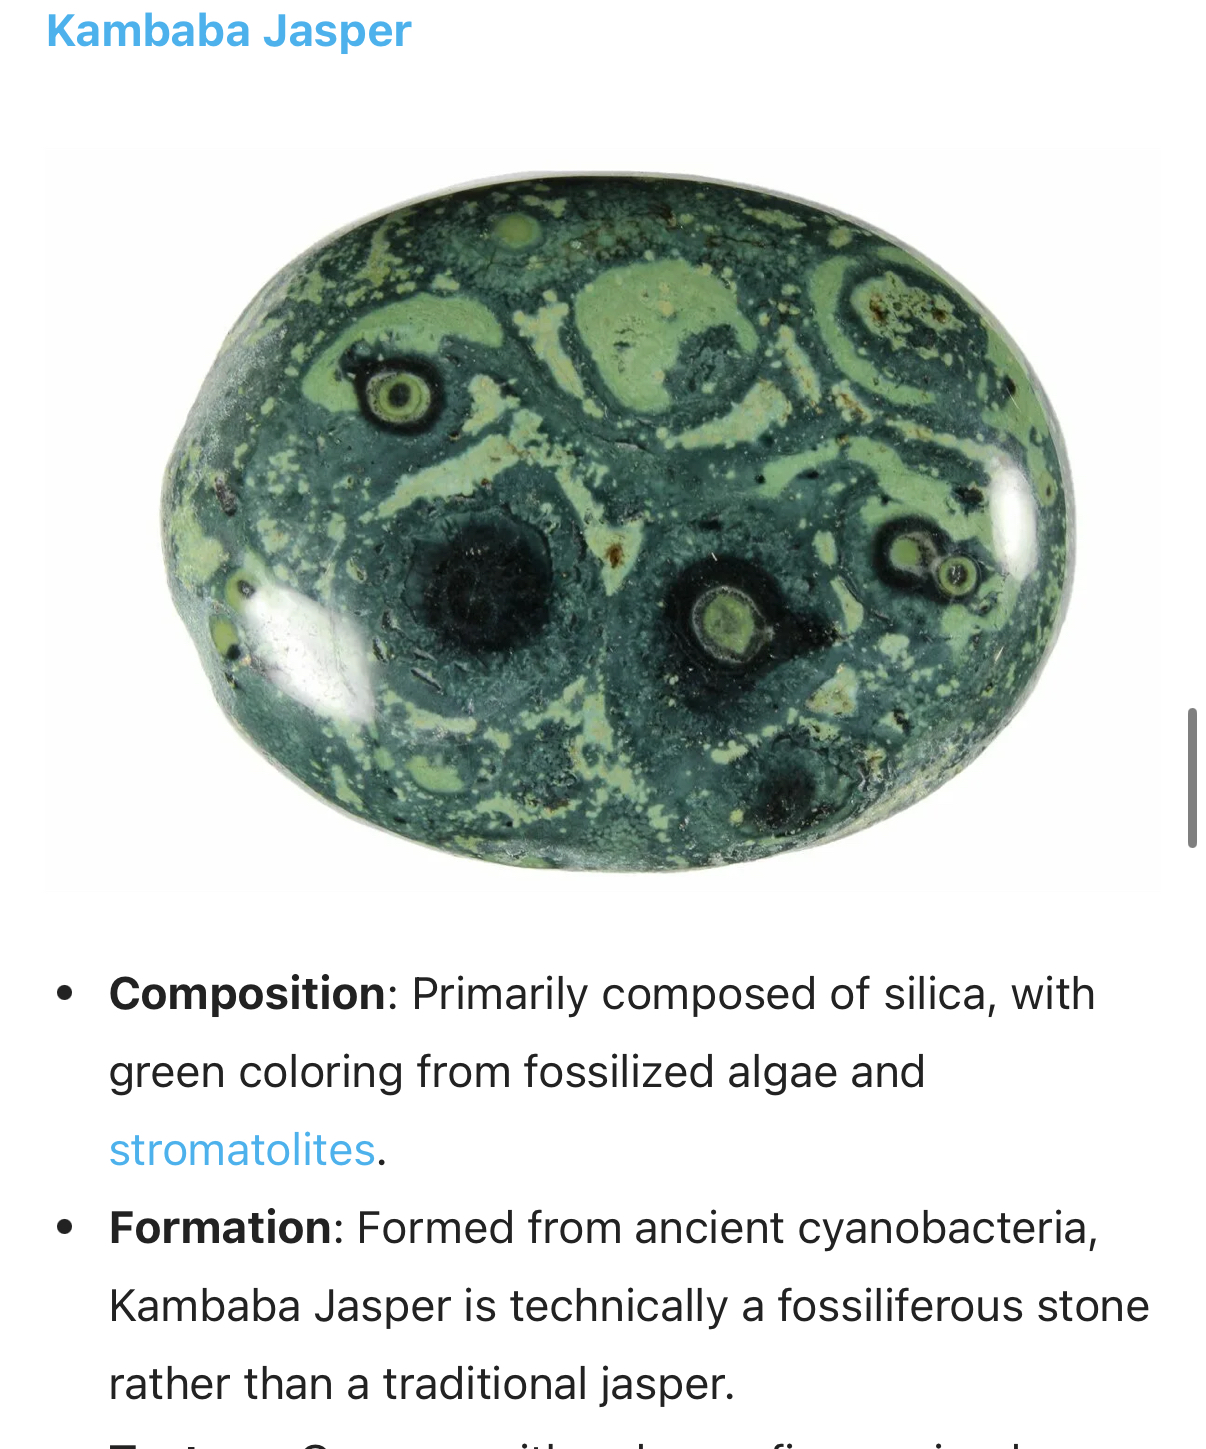 Kambaba Jasper
• Composition: Primarily composed of silica, with
green coloring from fossilized algae and
stromatolites.
• Formation: Formed from ancient cyanobacteria,
Kambaba Jasper is technically a fossiliferous stone
rather than a traditional jasper.